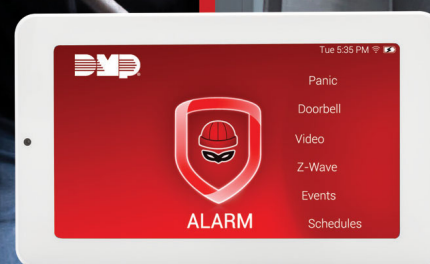 DMP
Tue 5:35 PM
Panic
Doorbell
Video
Z-Wave
Events
Schedules
ALARM